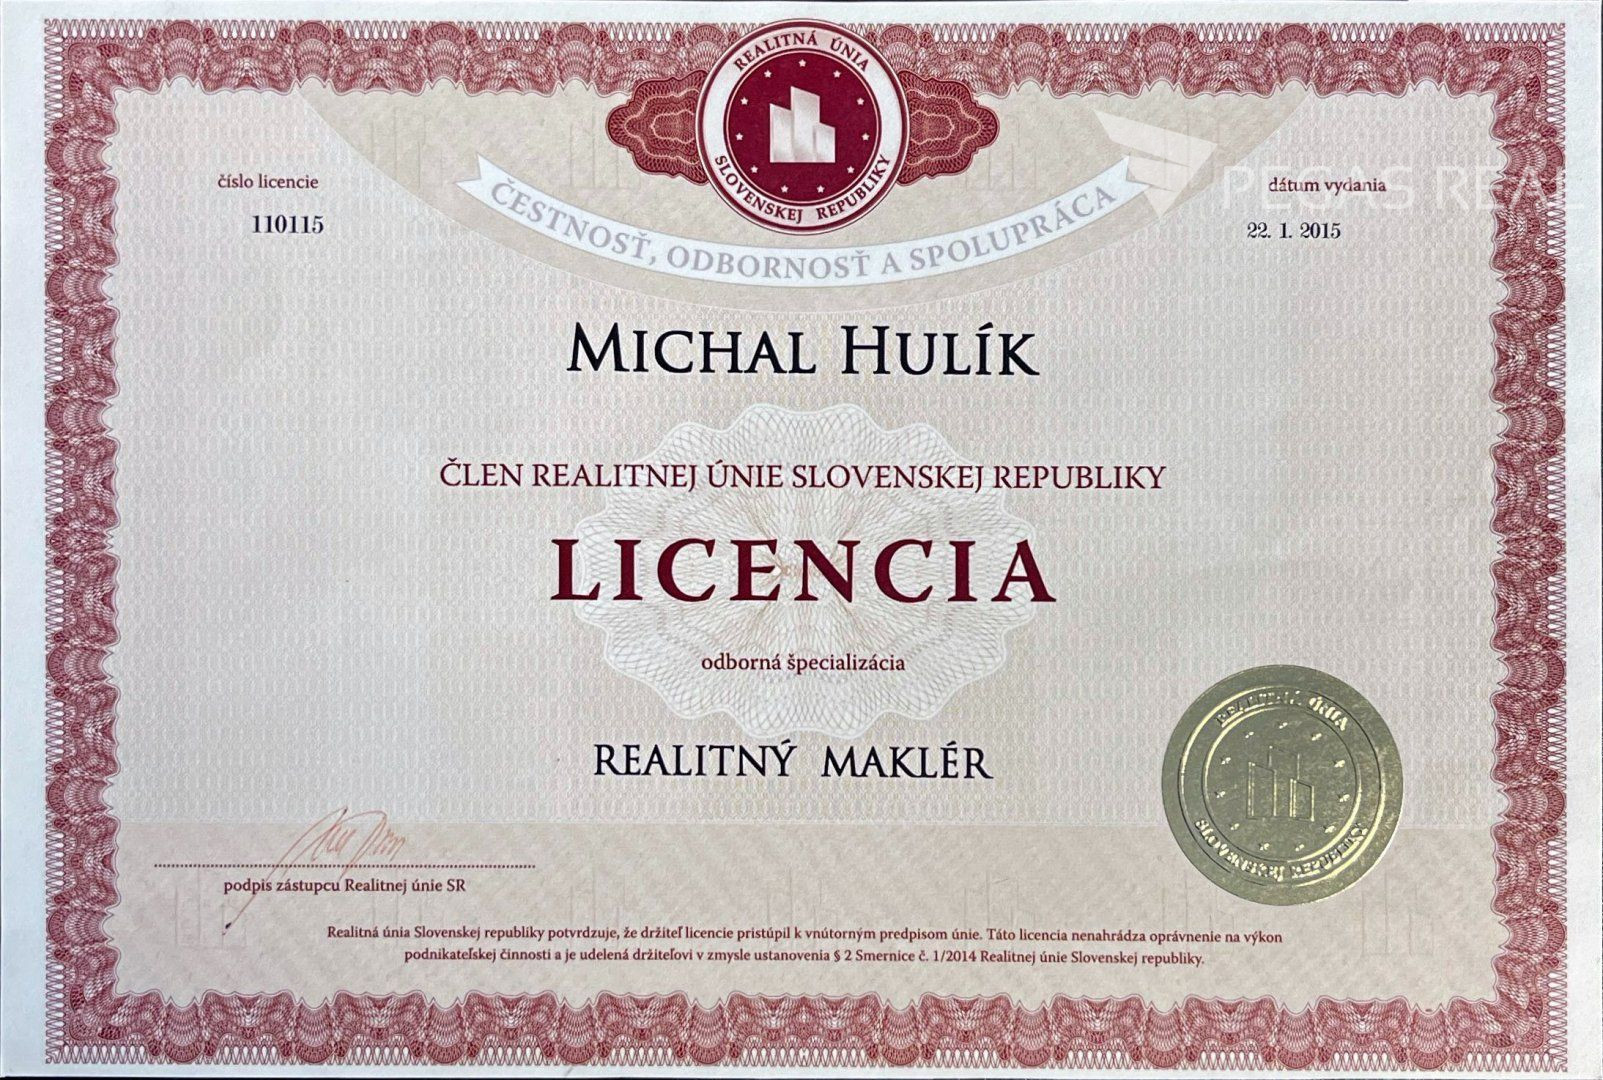 REALITNÁ ÚNIA
SLOVENSKEJ REPUBLIKY
PEGAS REAL
číslo licencie
dátum vydania
110115
22. 1. 2015
ČESTNOSŤ, ODBORNOSŤ A SPOLUPRÁCA
MICHAL HULÍK
ČLEN REALITNEJ ÚNIE SLOVENSKEJ REPUBLIKY
LICENCIA
odborná špecializácia
REALITNÝ MAKLÉR
REALITNÁ ÚNIA
SLOVENSKEJ REPUBLIKY
podpis zástupcu Realitnej únie SR
Realitná únia Slovenskej republiky potvrdzuje, že držiteľ licencie pristúpil k vnútorným predpisom únie. Táto licencia nenahrádza oprávnenie na výkon
podnikateľskej činnosti a je udelená držiteľovi v zmysle ustanovenia § 2 Smernice č. 1/2014 Realitnej únie Slovenskej republiky.